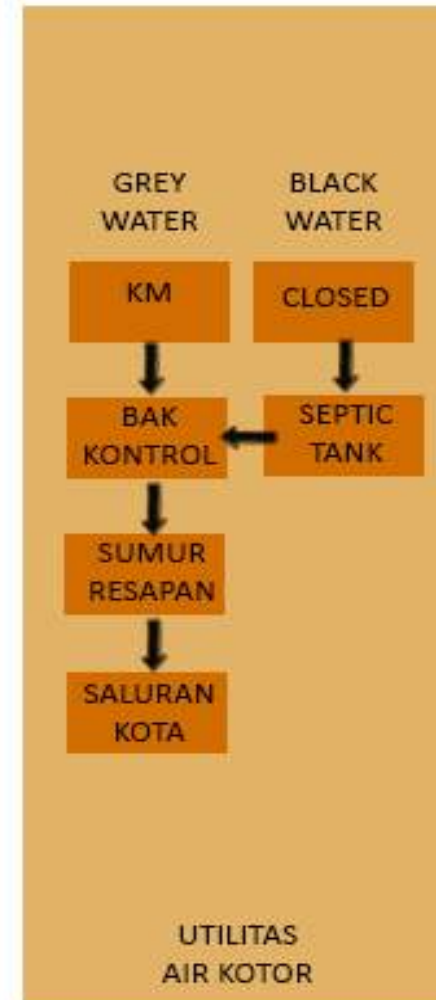 GREY
WATER
BLACK
WATER
KM
CLOSED
BAK
KONTROL
SEPTIC
TANK
SUMUR
RESAPAN
SALURAN
KOTA
UTILITAS
AIR KOTOR